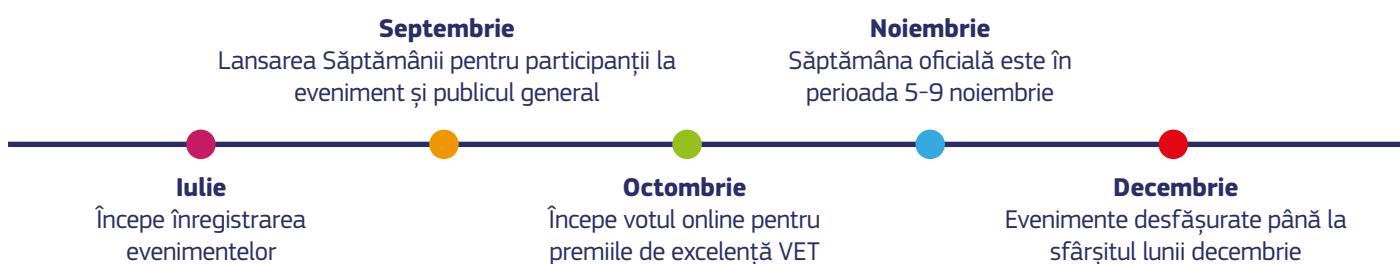 Septembrie
Lansarea Săptămânii pentru participanții la
eveniment și publicul general
Noiembrie
Săptămâna oficială este în
perioada 5-9 noiembrie
Iulie
Începe înregistrarea
evenimentelor
Octombrie
Începe votul online pentru
premiile de excelență VET
Decembrie
Evenimente desfășurate până la
sfârșitul lunii decembrie